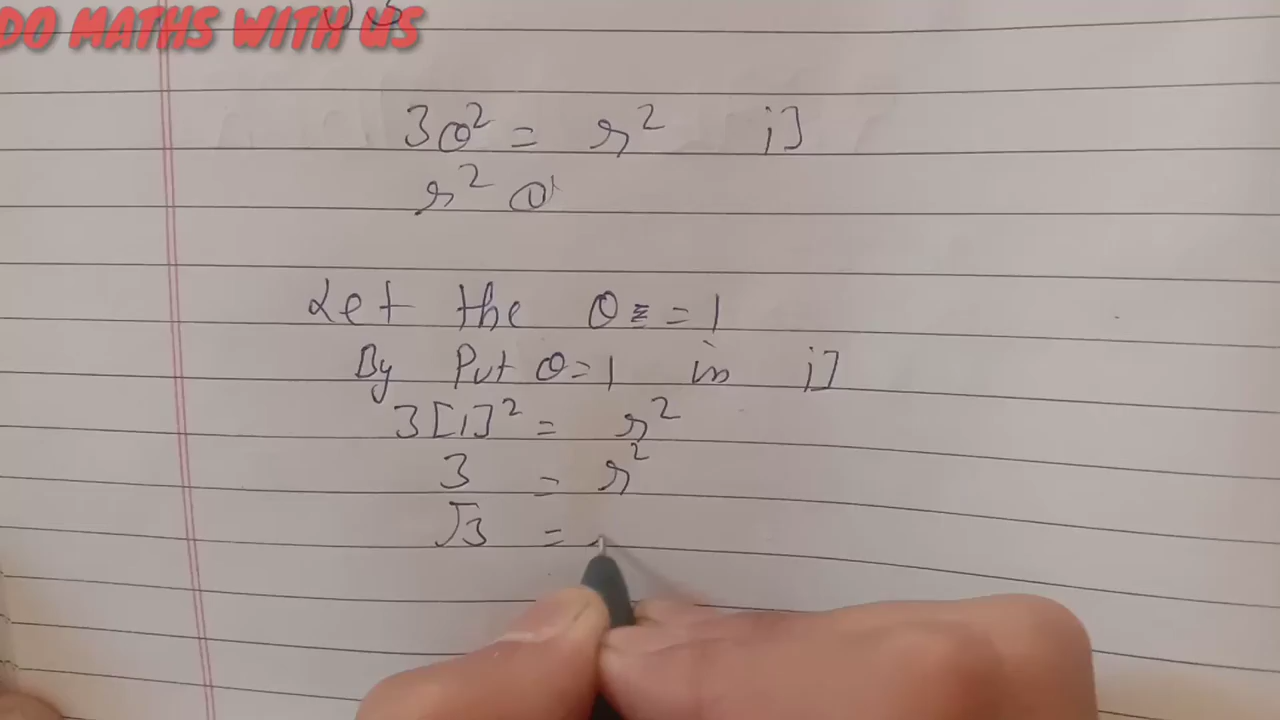 DO MATHS WITH US
3θ² = r² i]
r² θ
Let the θ = 1
By Put θ=1 in i]
3[1]² = r²
3 = r²
√3 =